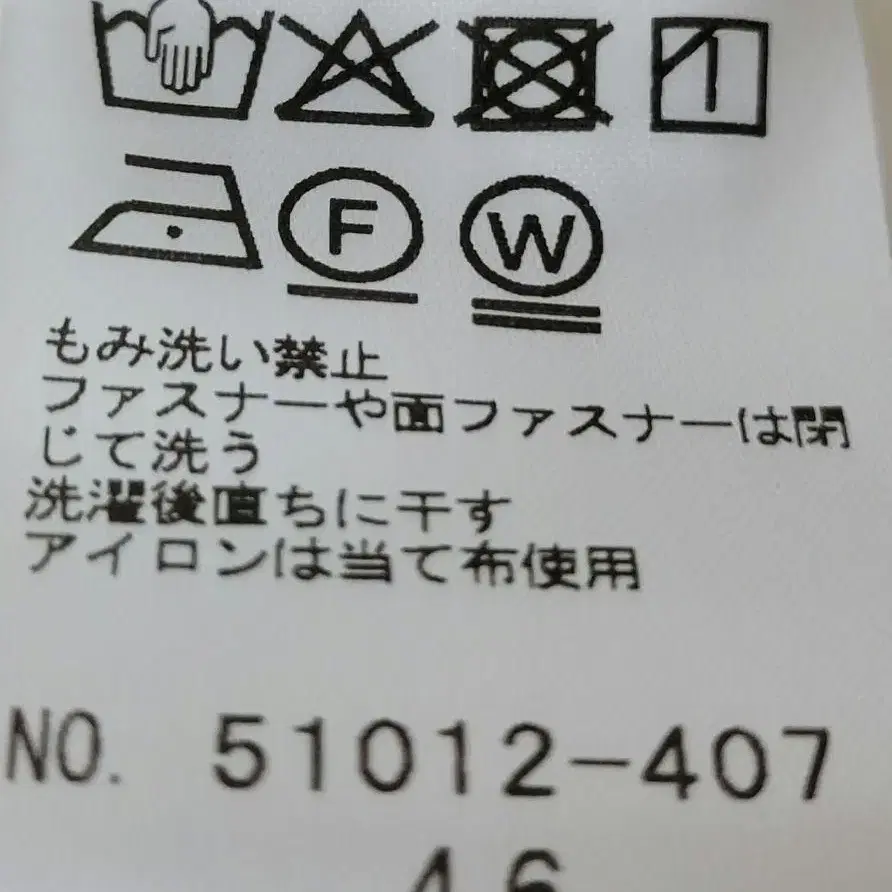 F W
もみ洗い禁止
ファスナーや面ファスナーは閉
じて洗う
洗濯後直ちに干す
アイロンは当て布使用
NO. 51012-407
46